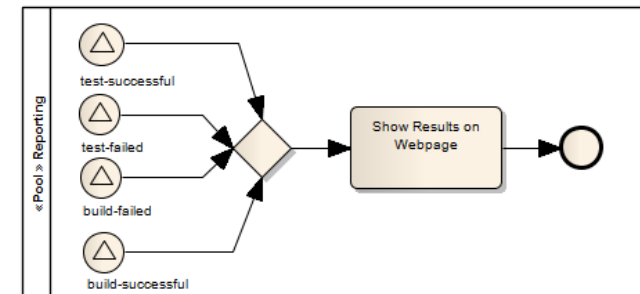 «Pool» Reporting
test-successful
test-failed
build-failed
build-successful
Show Results on
Webpage